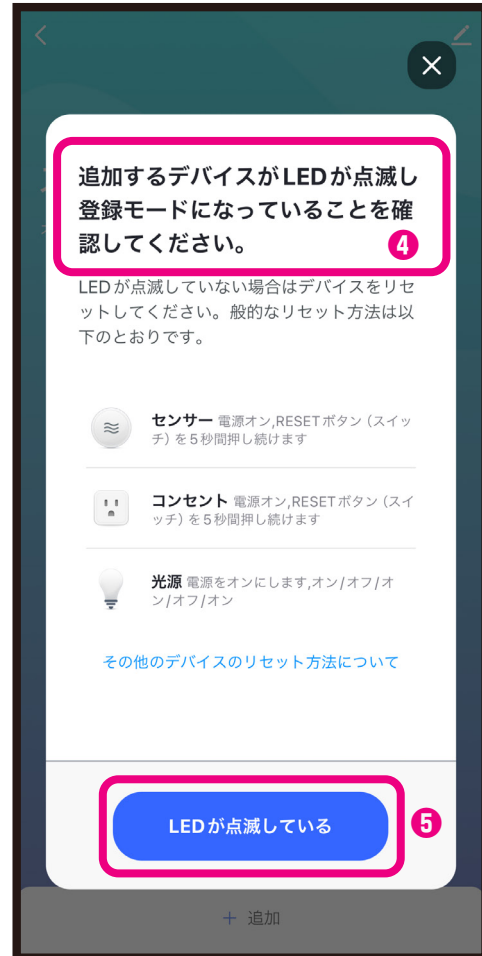 追加するデバイスがLEDが点滅し
登録モードになっていることを確
認してください。
❹
LEDが点滅していない場合はデバイスをリセ
ットしてください。般的なリセット方法は以
下のとおりです。
センサー 電源オン,RESETボタン（スイッ
チ）を5秒間押し続けます
コンセント 電源オン,RESETボタン（スイ
ッチ）を5秒間押し続けます
光源 電源をオンにします,オン/オフ/オ
ン/オフ/オン
その他のデバイスのリセット方法について
LEDが点滅している
❺
＋ 追加